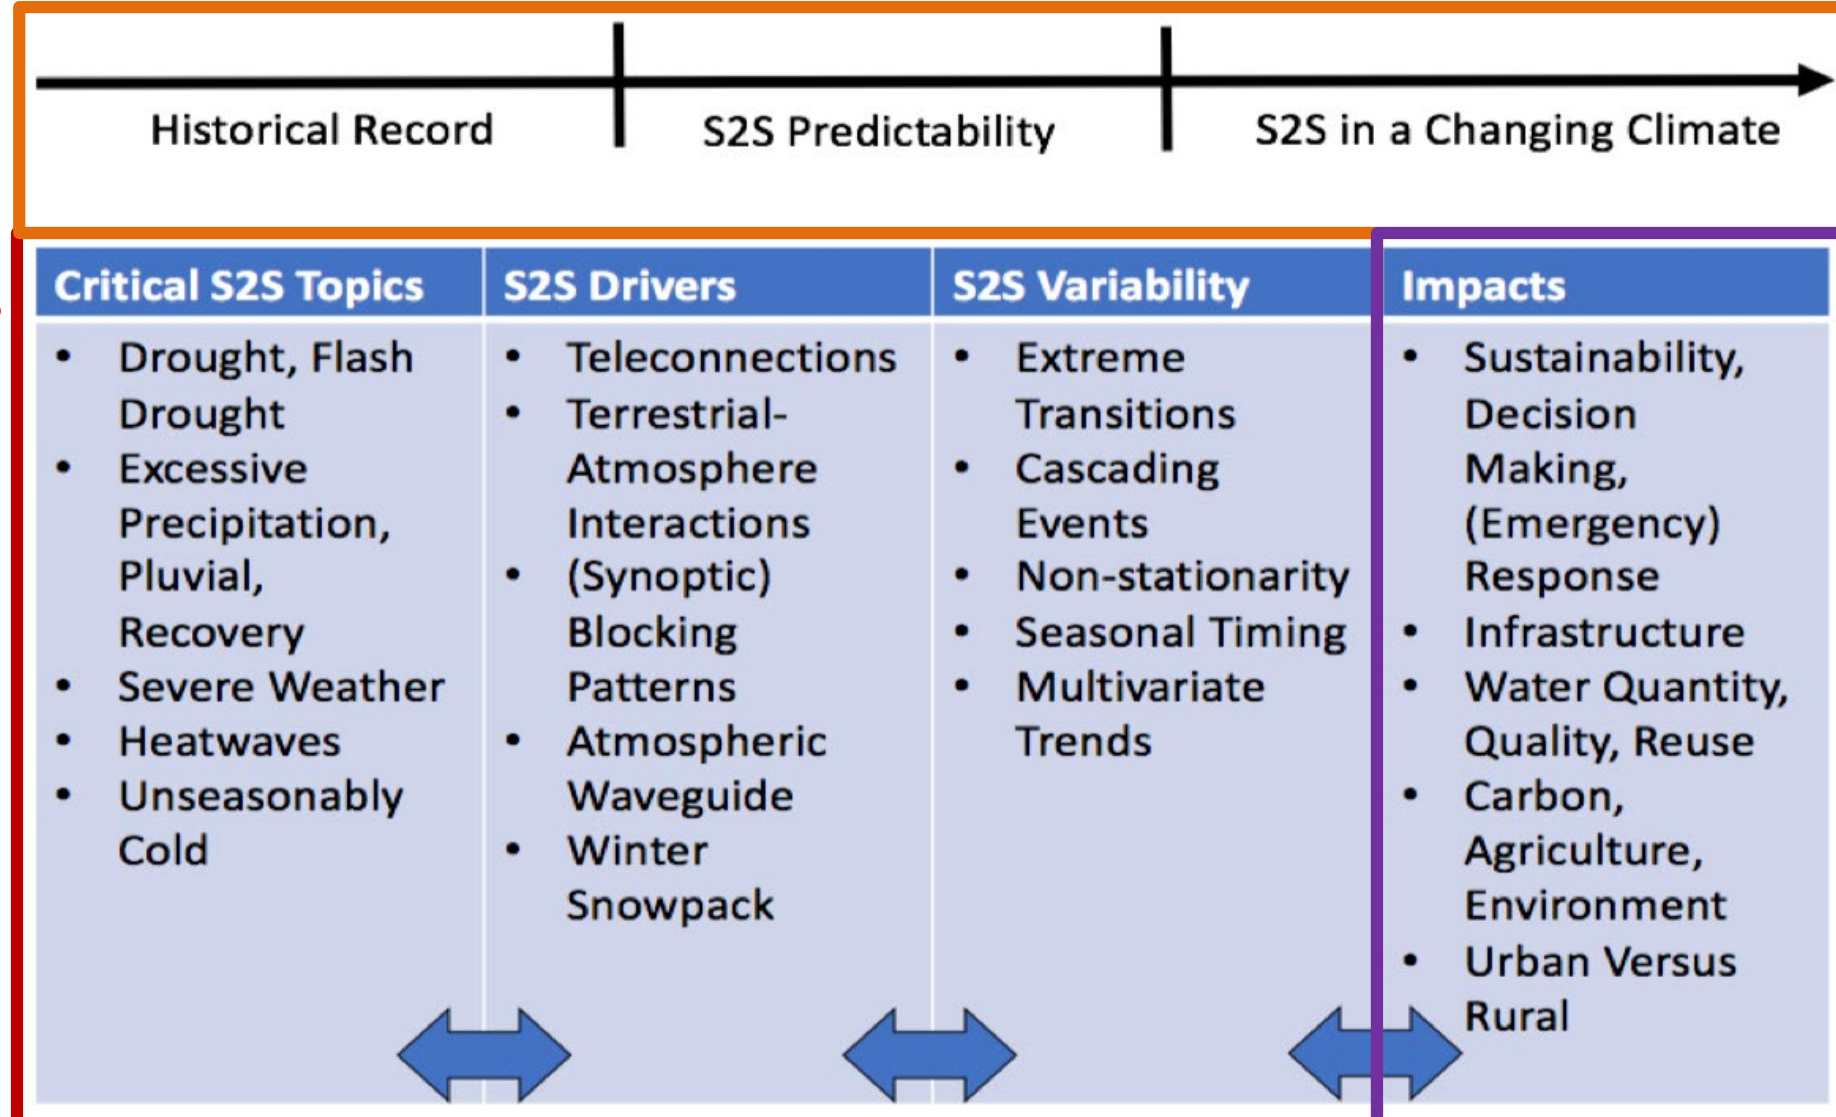 Historical Record
S2S Predictability
S2S in a Changing Climate
Critical S2S Topics
• Drought, Flash
Drought
• Excessive
Precipitation,
Pluvial,
Recovery
• Severe Weather
• Heatwaves
• Unseasonably
Cold
S2S Drivers
• Teleconnections
• Terrestrial-
Atmosphere
Interactions
• (Synoptic)
Blocking
Patterns
• Atmospheric
Waveguide
• Winter
Snowpack
S2S Variability
• Extreme
Transitions
• Cascading
Events
• Non-stationarity
• Seasonal Timing
• Multivariate
Trends
Impacts
• Sustainability,
Decision
Making,
(Emergency)
Response
• Infrastructure
• Water Quantity,
Quality, Reuse
• Carbon,
Agriculture,
Environment
• Urban Versus
Rural